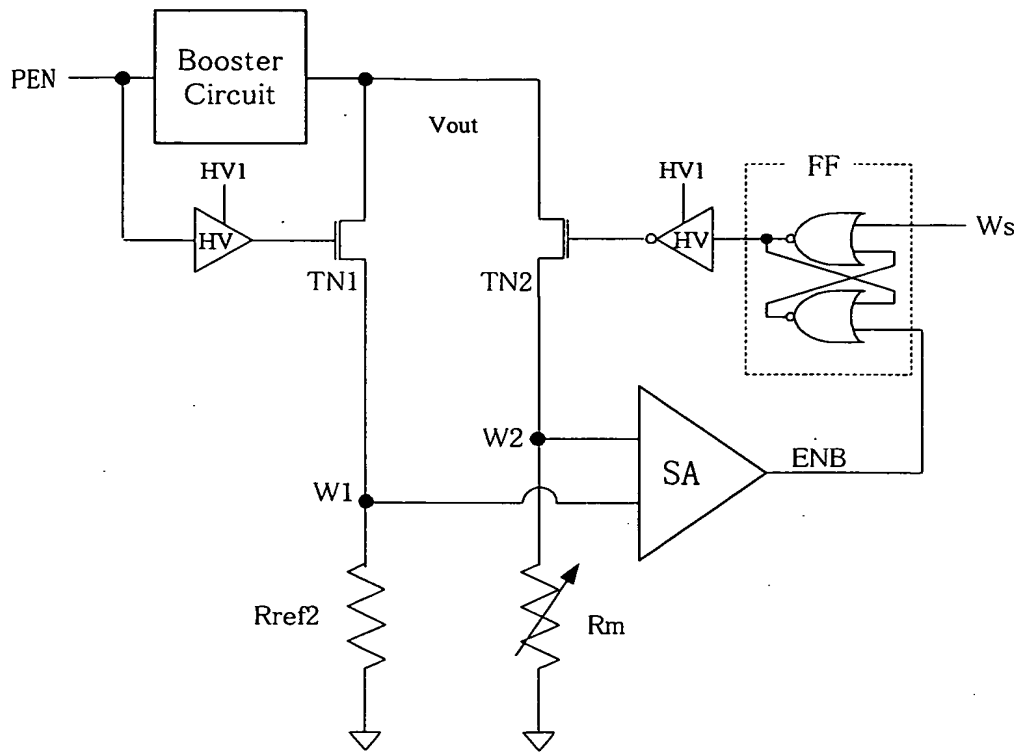 PEN
Booster
Circuit
Vout
HV1
HV
TN1
HV1
HV
TN2
FF
Ws
W2
W1
SA
ENB
Rref2
Rm